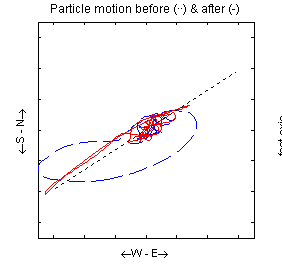 Particle motion before (··) & after (-)
←S - N→
←W - E→